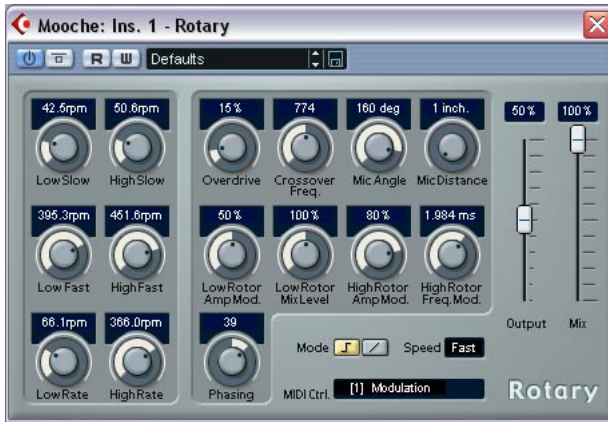 Mooche: Ins. 1 - Rotary
R W Defaults
42.5rpm 50.6rpm 15% 774 160 deg 1 inch. 50% 100%
Low Slow High Slow Overdrive Crossover Freq. Mic Angle Mic Distance
395.3rpm 451.6rpm 50% 100% 80% 1.984 ms
Low Fast High Fast Low Rotor Amp Mod. Low Rotor Mix Level High Rotor Amp Mod. High Rotor Freq. Mod.
Output Mix
66.1rpm 366.0rpm 39
Mode Speed Fast
Low Rate High Rate Phasing MIDI Ctrl. [1] Modulation
Rotary